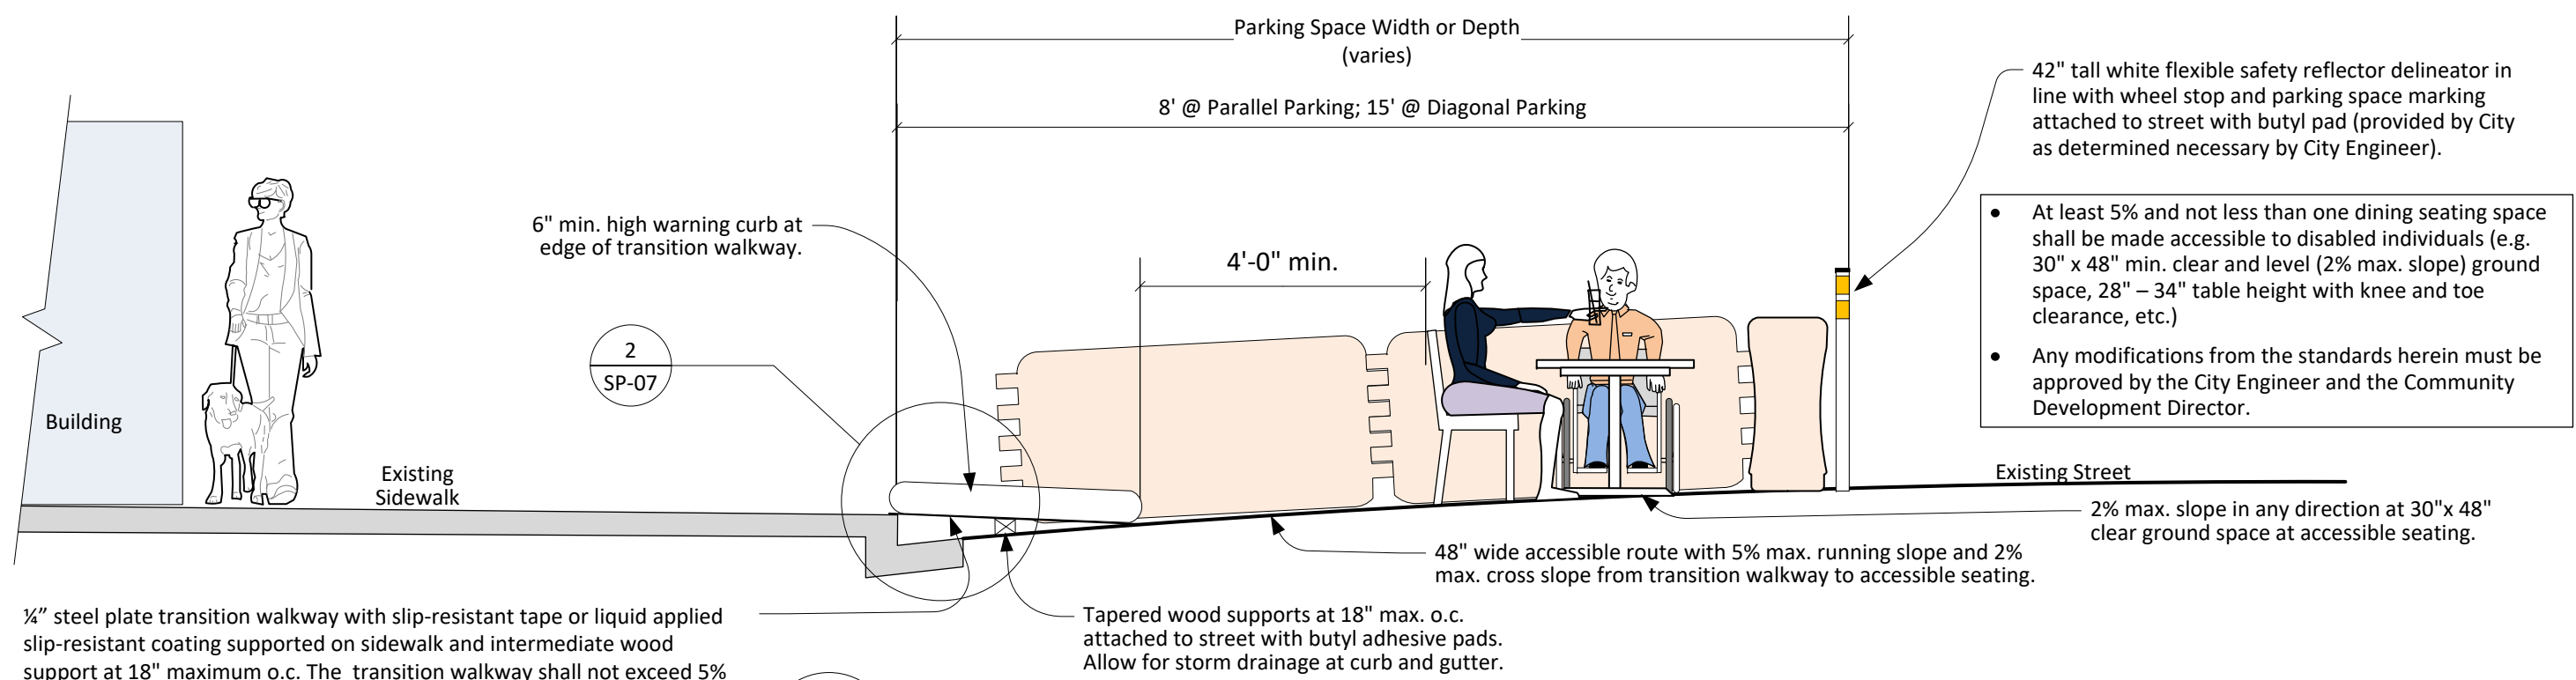 Parking Space Width or Depth
(varies)
8' @ Parallel Parking; 15' @ Diagonal Parking
42" tall white flexible safety reflector delineator in
line with wheel stop and parking space marking
attached to street with butyl pad (provided by City
as determined necessary by City Engineer).
6" min. high warning curb at
edge of transition walkway.
4'-0" min.
• At least 5% and not less than one dining seating space
shall be made accessible to disabled individuals (e.g.
30" x 48" min. clear and level (2% max. slope) ground
space, 28" – 34" table height with knee and toe
clearance, etc.)
• Any modifications from the standards herein must be
approved by the City Engineer and the Community
Development Director.
2
SP-07
Building
Existing
Sidewalk
Existing Street
2% max. slope in any direction at 30"x 48"
clear ground space at accessible seating.
48" wide accessible route with 5% max. running slope and 2%
max. cross slope from transition walkway to accessible seating.
¼” steel plate transition walkway with slip-resistant tape or liquid applied
slip-resistant coating supported on sidewalk and intermediate wood
support at 18" maximum o.c. The transition walkway shall not exceed 5%
Tapered wood supports at 18" max. o.c.
attached to street with butyl adhesive pads.
Allow for storm drainage at curb and gutter.